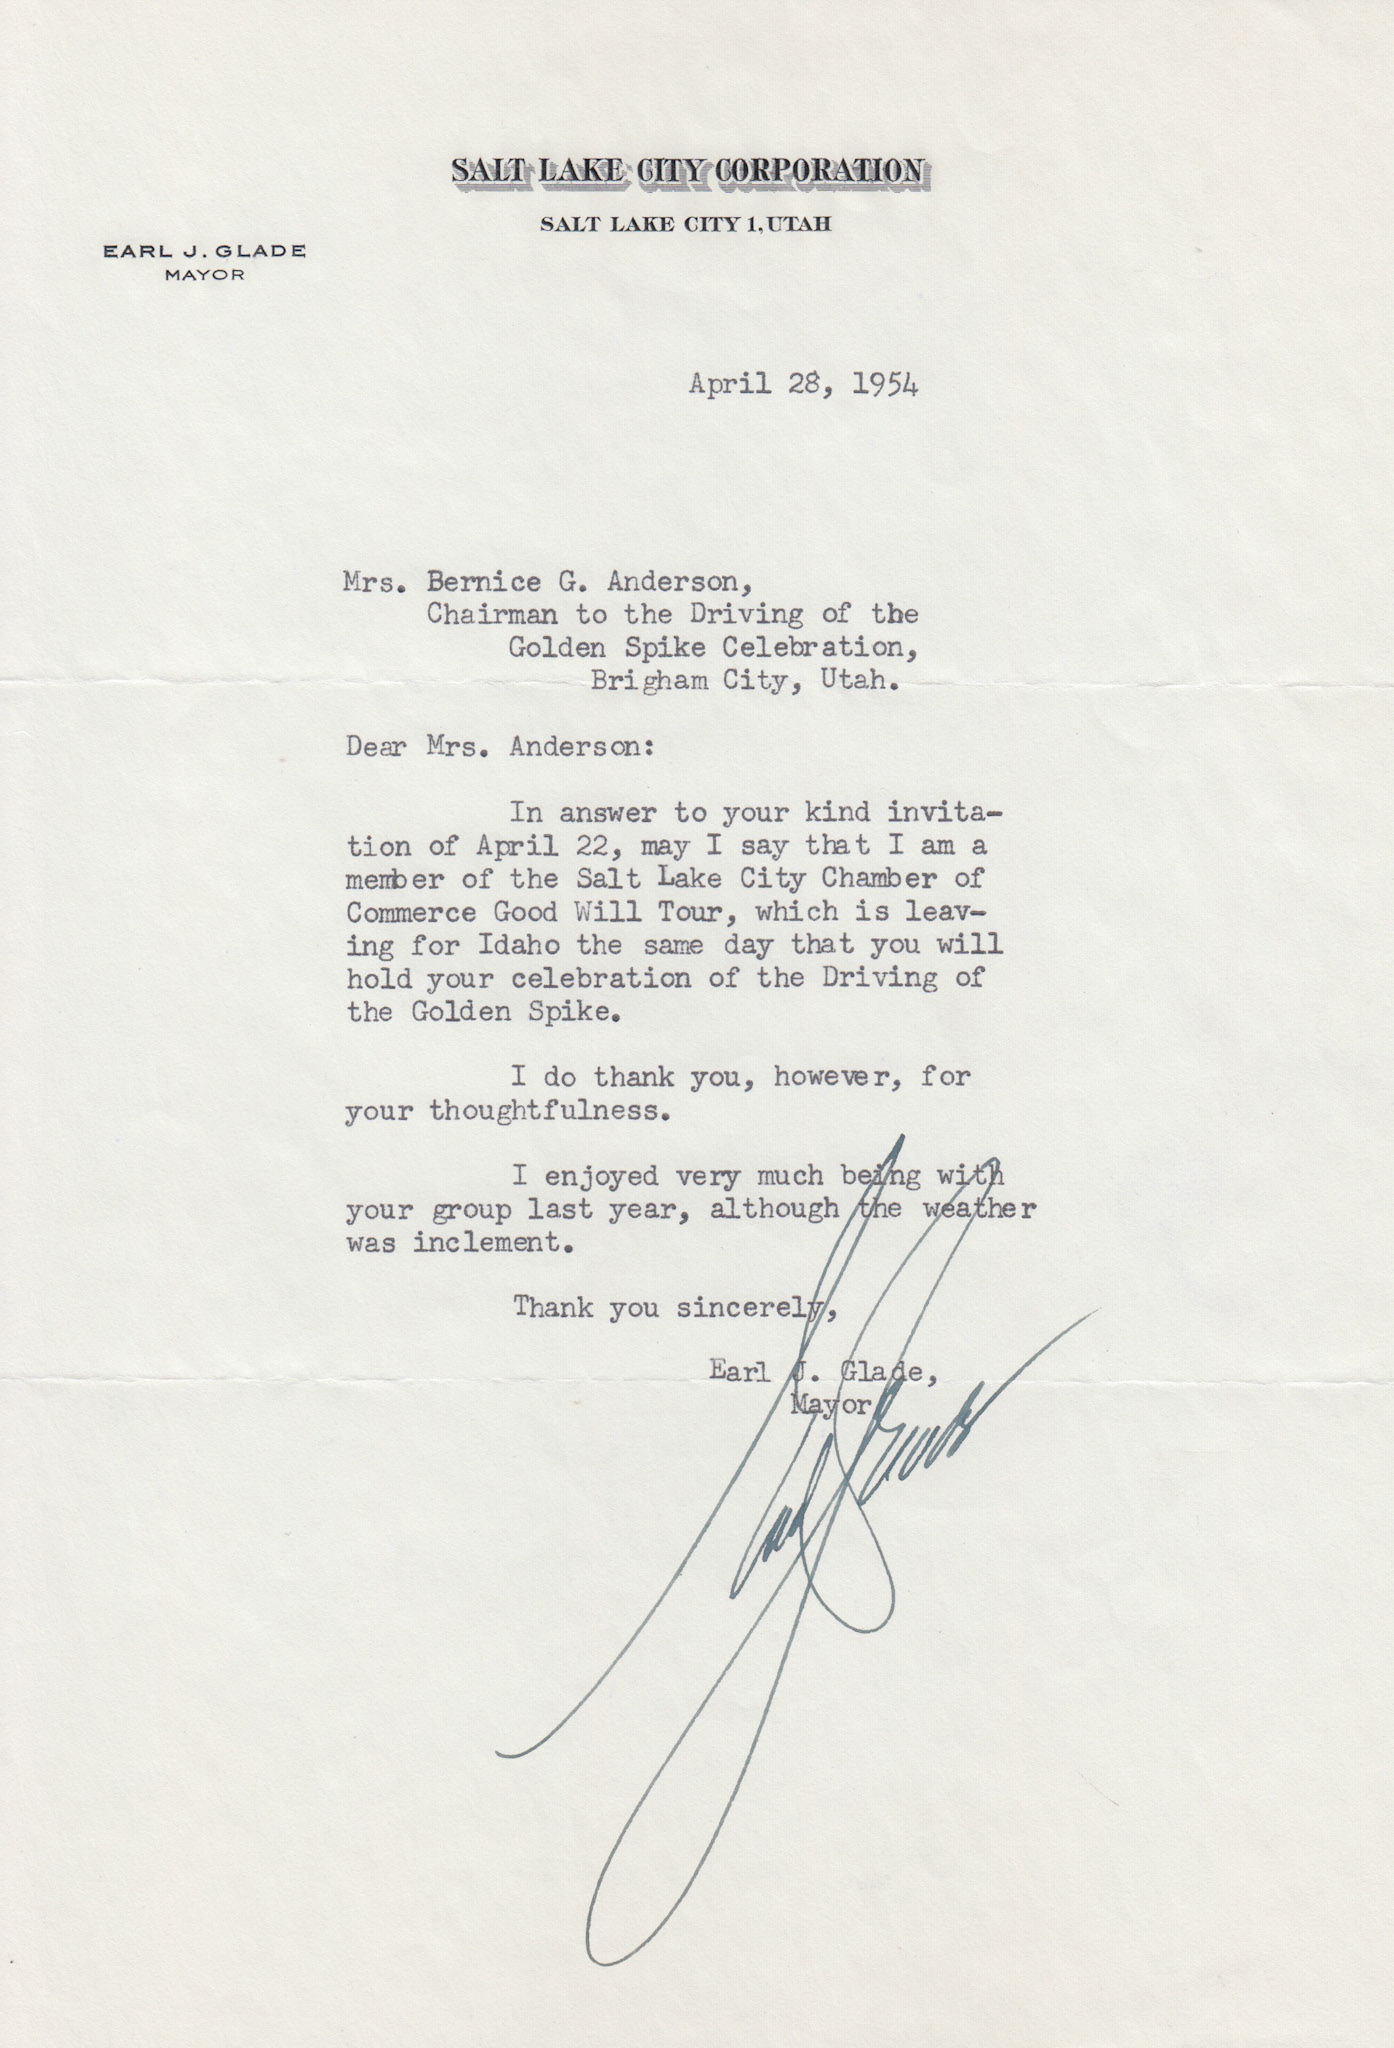 SALT LAKE CITY CORPORATION
SALT LAKE CITY 1, UTAH
EARL J. GLADE
MAYOR
April 28, 1954
Mrs. Bernice G. Anderson,
Chairman to the Driving of the
Golden Spike Celebration,
Brigham City, Utah.
Dear Mrs. Anderson:
In answer to your kind invita-
tion of April 22, may I say that I am a
member of the Salt Lake City Chamber of
Commerce Good Will Tour, which is leav-
ing for Idaho the same day that you will
hold your celebration of the Driving of
the Golden Spike.
I do thank you, however, for
your thoughtfulness.
I enjoyed very much being with
your group last year, although the weather
was inclement.
Thank you sincerely,
Earl J. Glade,
Mayor
Earl J. Glade